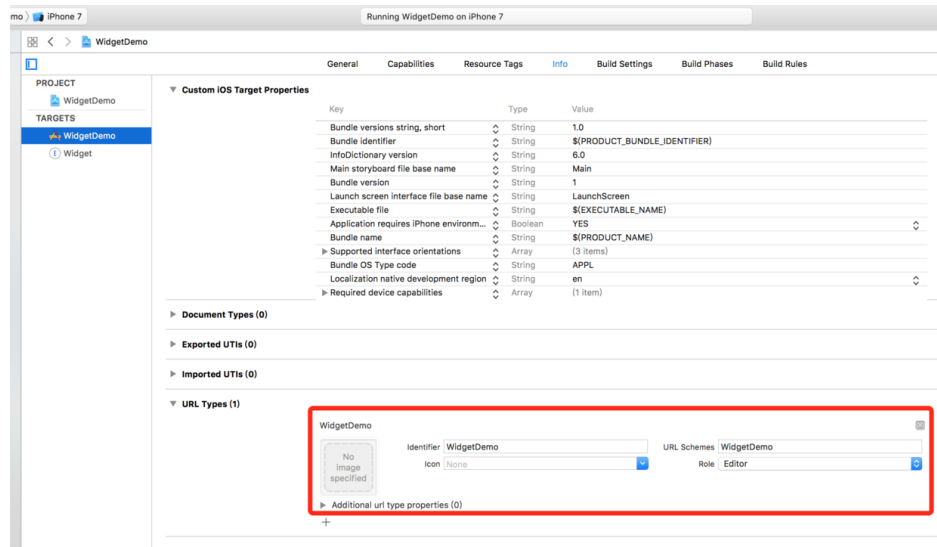 mo iPhone 7
Running WidgetDemo on iPhone 7
WidgetDemo
General Capabilities Resource Tags Info Build Settings Build Phases Build Rules
PROJECT
WidgetDemo
TARGETS
WidgetDemo
Widget
Custom iOS Target Properties
Key Type Value
Bundle versions string, short String 1.0
Bundle identifier String $(PRODUCT_BUNDLE_IDENTIFIER)
InfoDictionary version String 6.0
Main storyboard file base name String Main
Bundle version String 1
Launch screen interface file base name String LaunchScreen
Executable file String $(EXECUTABLE_NAME)
Application requires iPhone environm... Boolean YES
Bundle name String $(PRODUCT_NAME)
Supported interface orientations Array (3 items)
Bundle OS Type code String APPL
Localization native development region String en
Required device capabilities Array (1 item)
Document Types (0)
Exported UTIs (0)
Imported UTIs (0)
URL Types (1)
WidgetDemo
No image specified
Identifier WidgetDemo URL Schemes WidgetDemo
Icon None Role Editor
Additional url type properties (0)